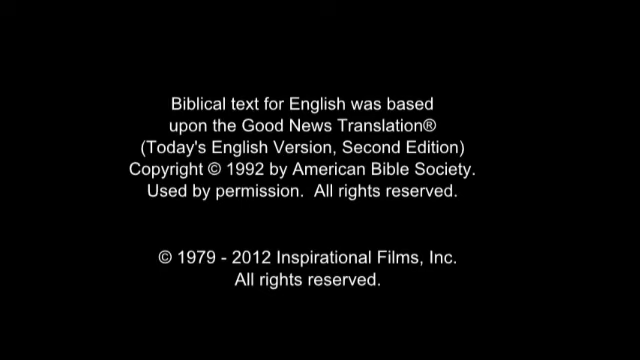 Biblical text for English was based
upon the Good News Translation®
(Today's English Version, Second Edition)
Copyright © 1992 by American Bible Society.
Used by permission.  All rights reserved.
© 1979 - 2012 Inspirational Films, Inc.
All rights reserved.